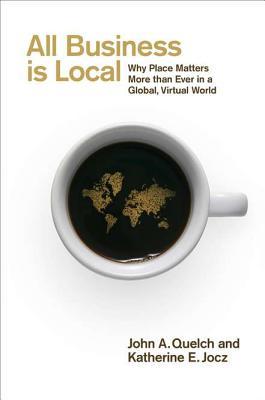 All Business
is Local
Why Place Matters
More than Ever in a
Global, Virtual World
John A. Quelch and
Katherine E. Jocz